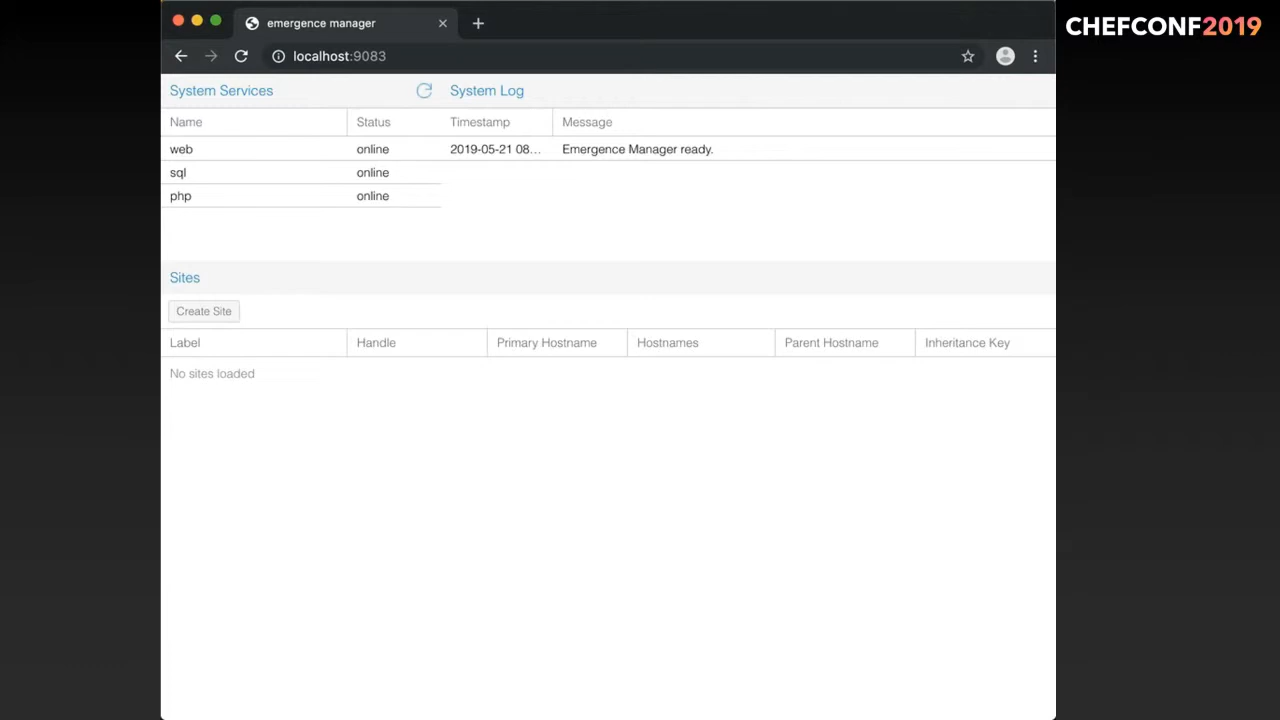 emergence manager
CHEFCONF2019
localhost:9083
System Services
System Log
Name Status Timestamp Message
web online 2019-05-21 08... Emergence Manager ready.
sql online
php online
Sites
Create Site
Label Handle Primary Hostname Hostnames Parent Hostname Inheritance Key
No sites loaded